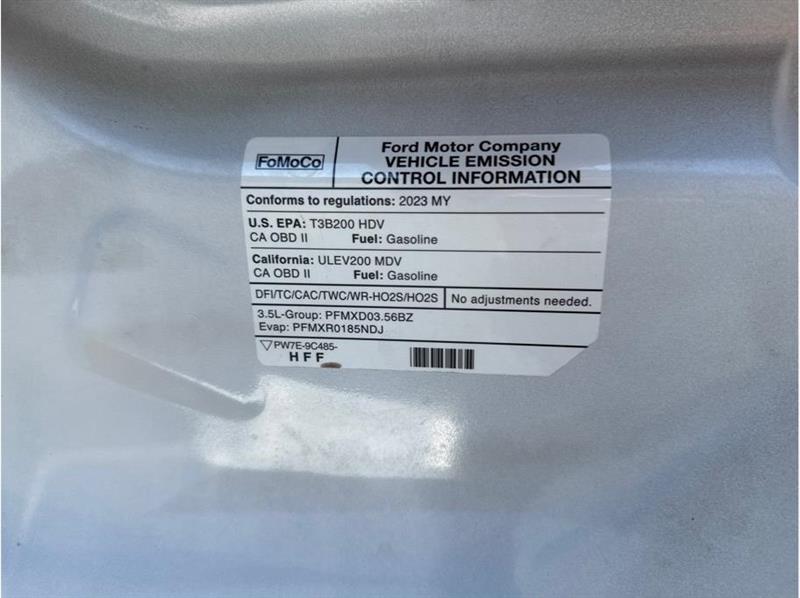 FoMoCo
Ford Motor Company
VEHICLE EMISSION
CONTROL INFORMATION
Conforms to regulations: 2023 MY
U.S. EPA: T3B200 HDV
CA OBD II Fuel: Gasoline
California: ULEV200 MDV
CA OBD II Fuel: Gasoline
DFI/TC/CAC/TWC/WR-HO2S/HO2S No adjustments needed.
3.5L-Group: PFMXD03.56BZ
Evap: PFMXR0185NDJ
PW7E-9C485-
HFF